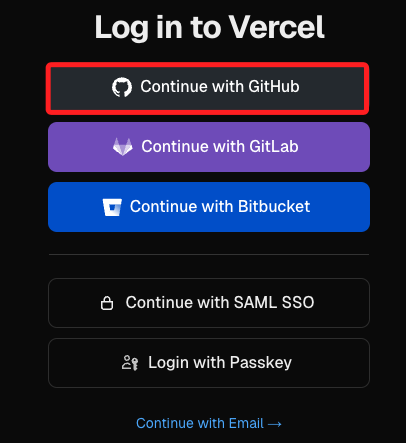 Log in to Vercel
Continue with GitHub
Continue with GitLab
Continue with Bitbucket
Continue with SAML SSO
Login with Passkey
Continue with Email →